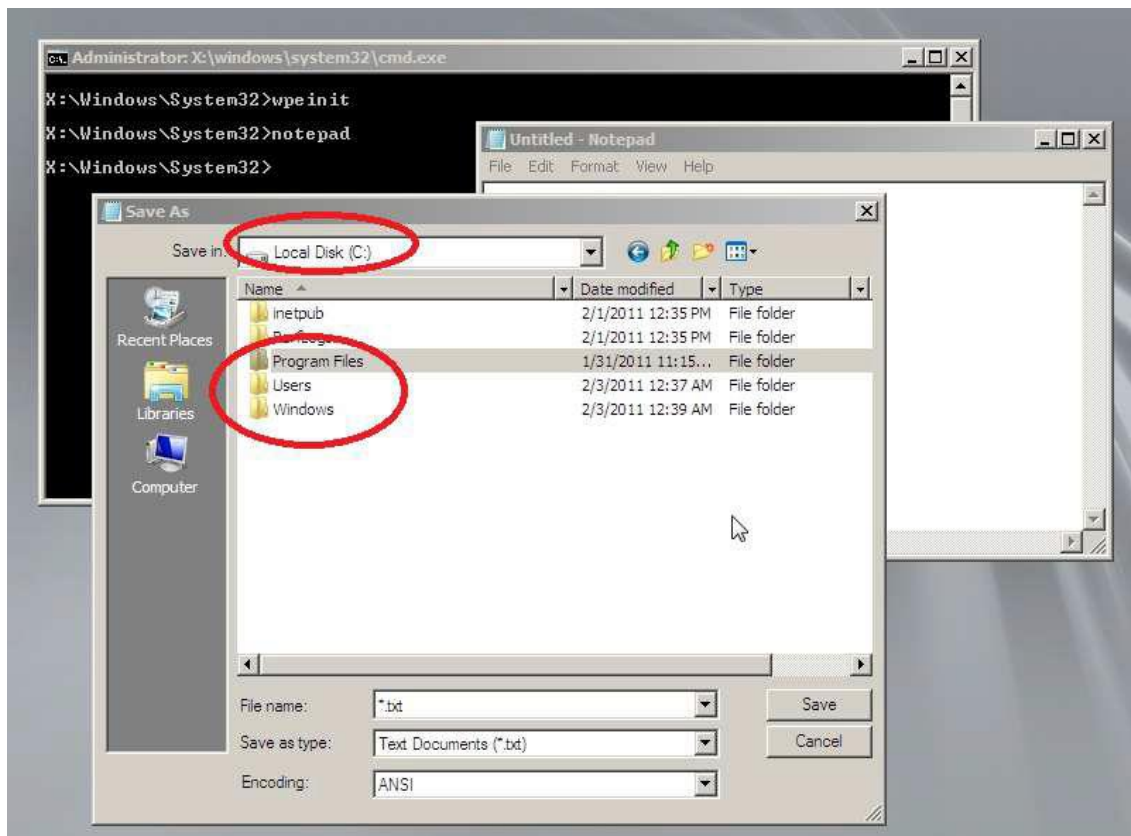 Administrator: X:\windows\system32\cmd.exe
X:\Windows\System32>wpeinit
X:\Windows\System32>notepad
X:\Windows\System32>
Untitled - Notepad
File Edit Format View Help
Save As
Save in: Local Disk (C:)
Name Date modified Type
inetpub 2/1/2011 12:35 PM File folder
PerfLogs 2/1/2011 12:35 PM File folder
Program Files 1/31/2011 11:15... File folder
Users 2/3/2011 12:37 AM File folder
Windows 2/3/2011 12:39 AM File folder
Recent Places
Libraries
Computer
File name: *.txt
Save
Save as type: Text Documents (*.txt)
Cancel
Encoding: ANSI